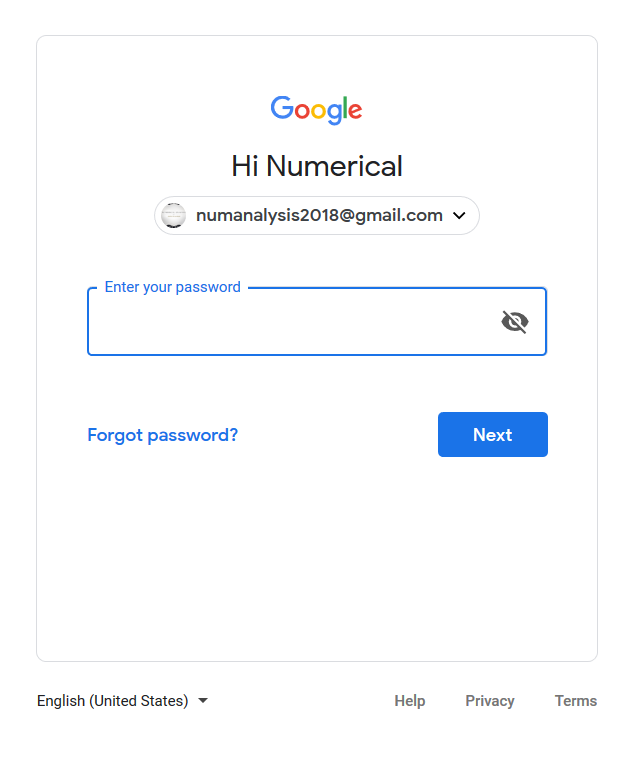 Google
Hi Numerical
numanalysis2018@gmail.com
Enter your password
Forgot password?
Next
English (United States)
Help Privacy Terms